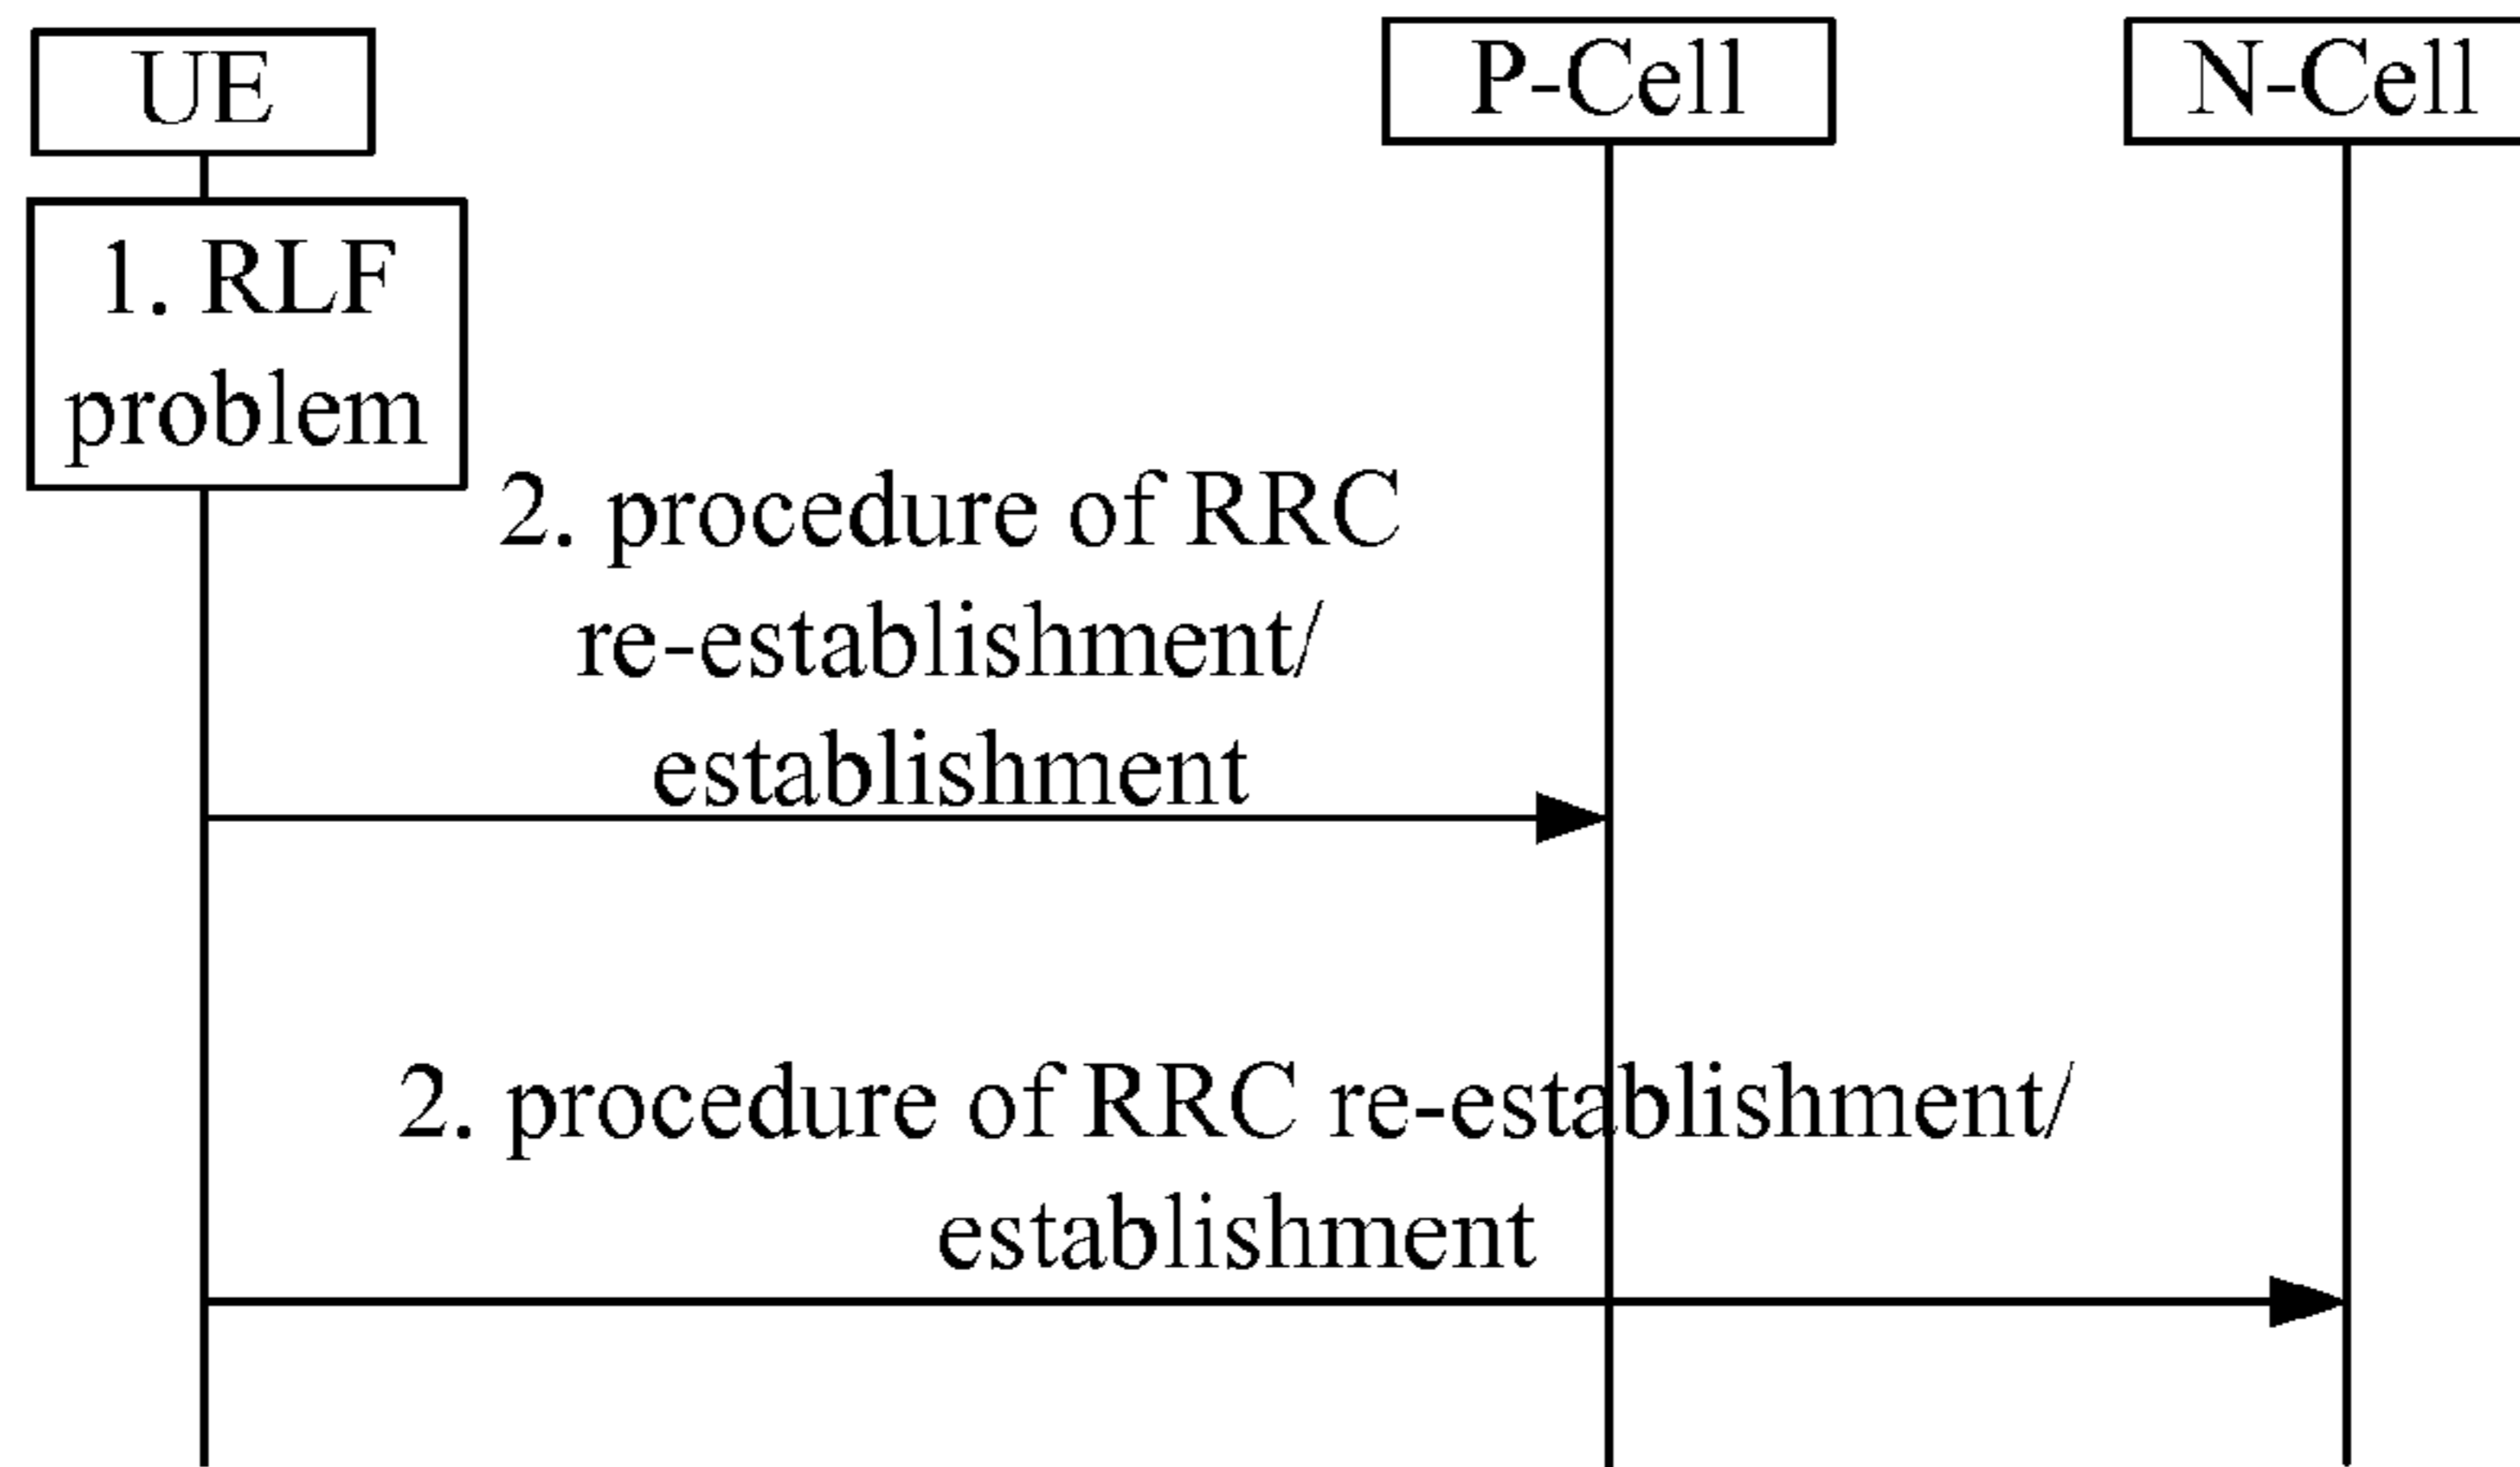 UE
P-Cell
N-Cell
1. RLF
problem
2. procedure of RRC
re-establishment/
establishment
2. procedure of RRC re-establishment/
establishment